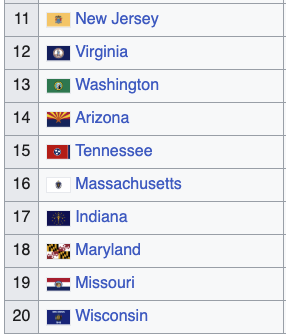 11 New Jersey
12 Virginia
13 Washington
14 Arizona
15 Tennessee
16 Massachusetts
17 Indiana
18 Maryland
19 Missouri
20 Wisconsin